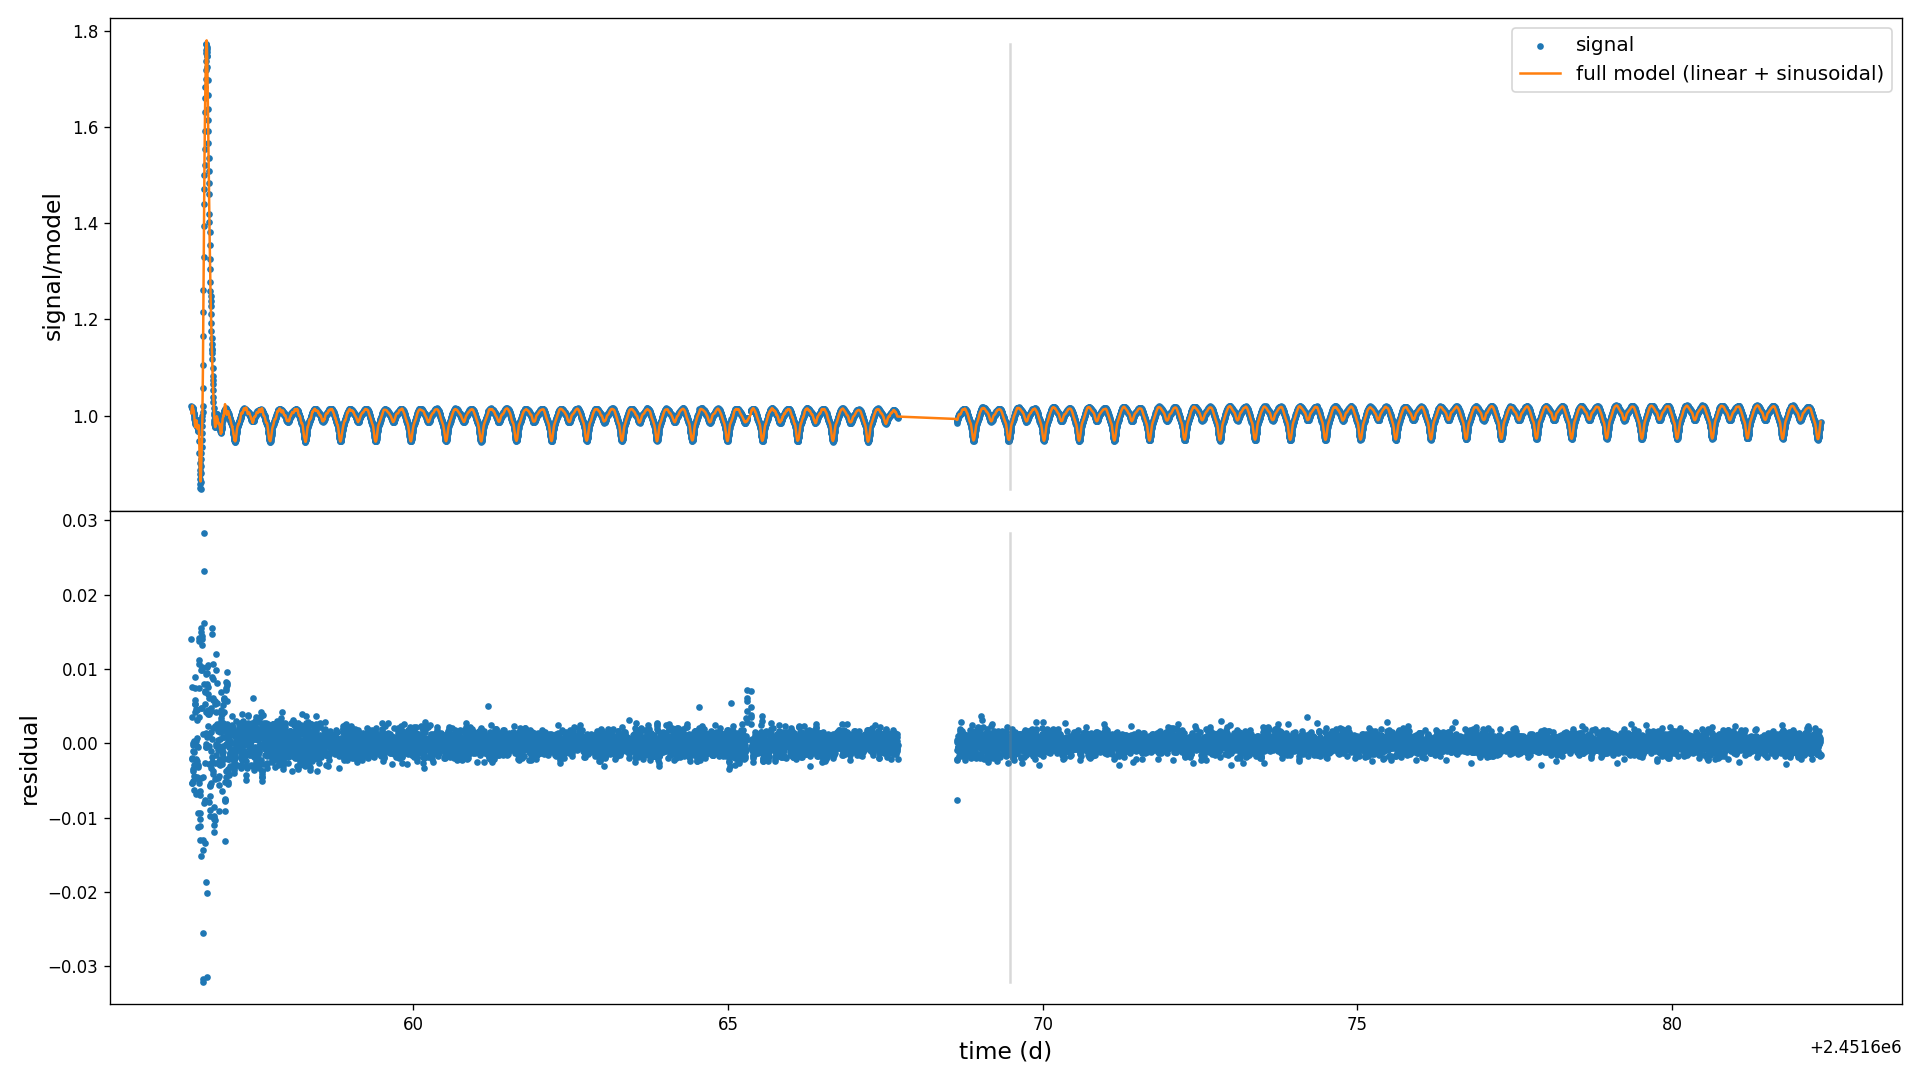 signal
full model (linear + sinusoidal)
signal/model
1.8
1.6
1.4
1.2
1.0
residual
0.03
0.02
0.01
0.00
−0.01
−0.02
−0.03
60 65 70 75 80
time (d)
+2.4516e6